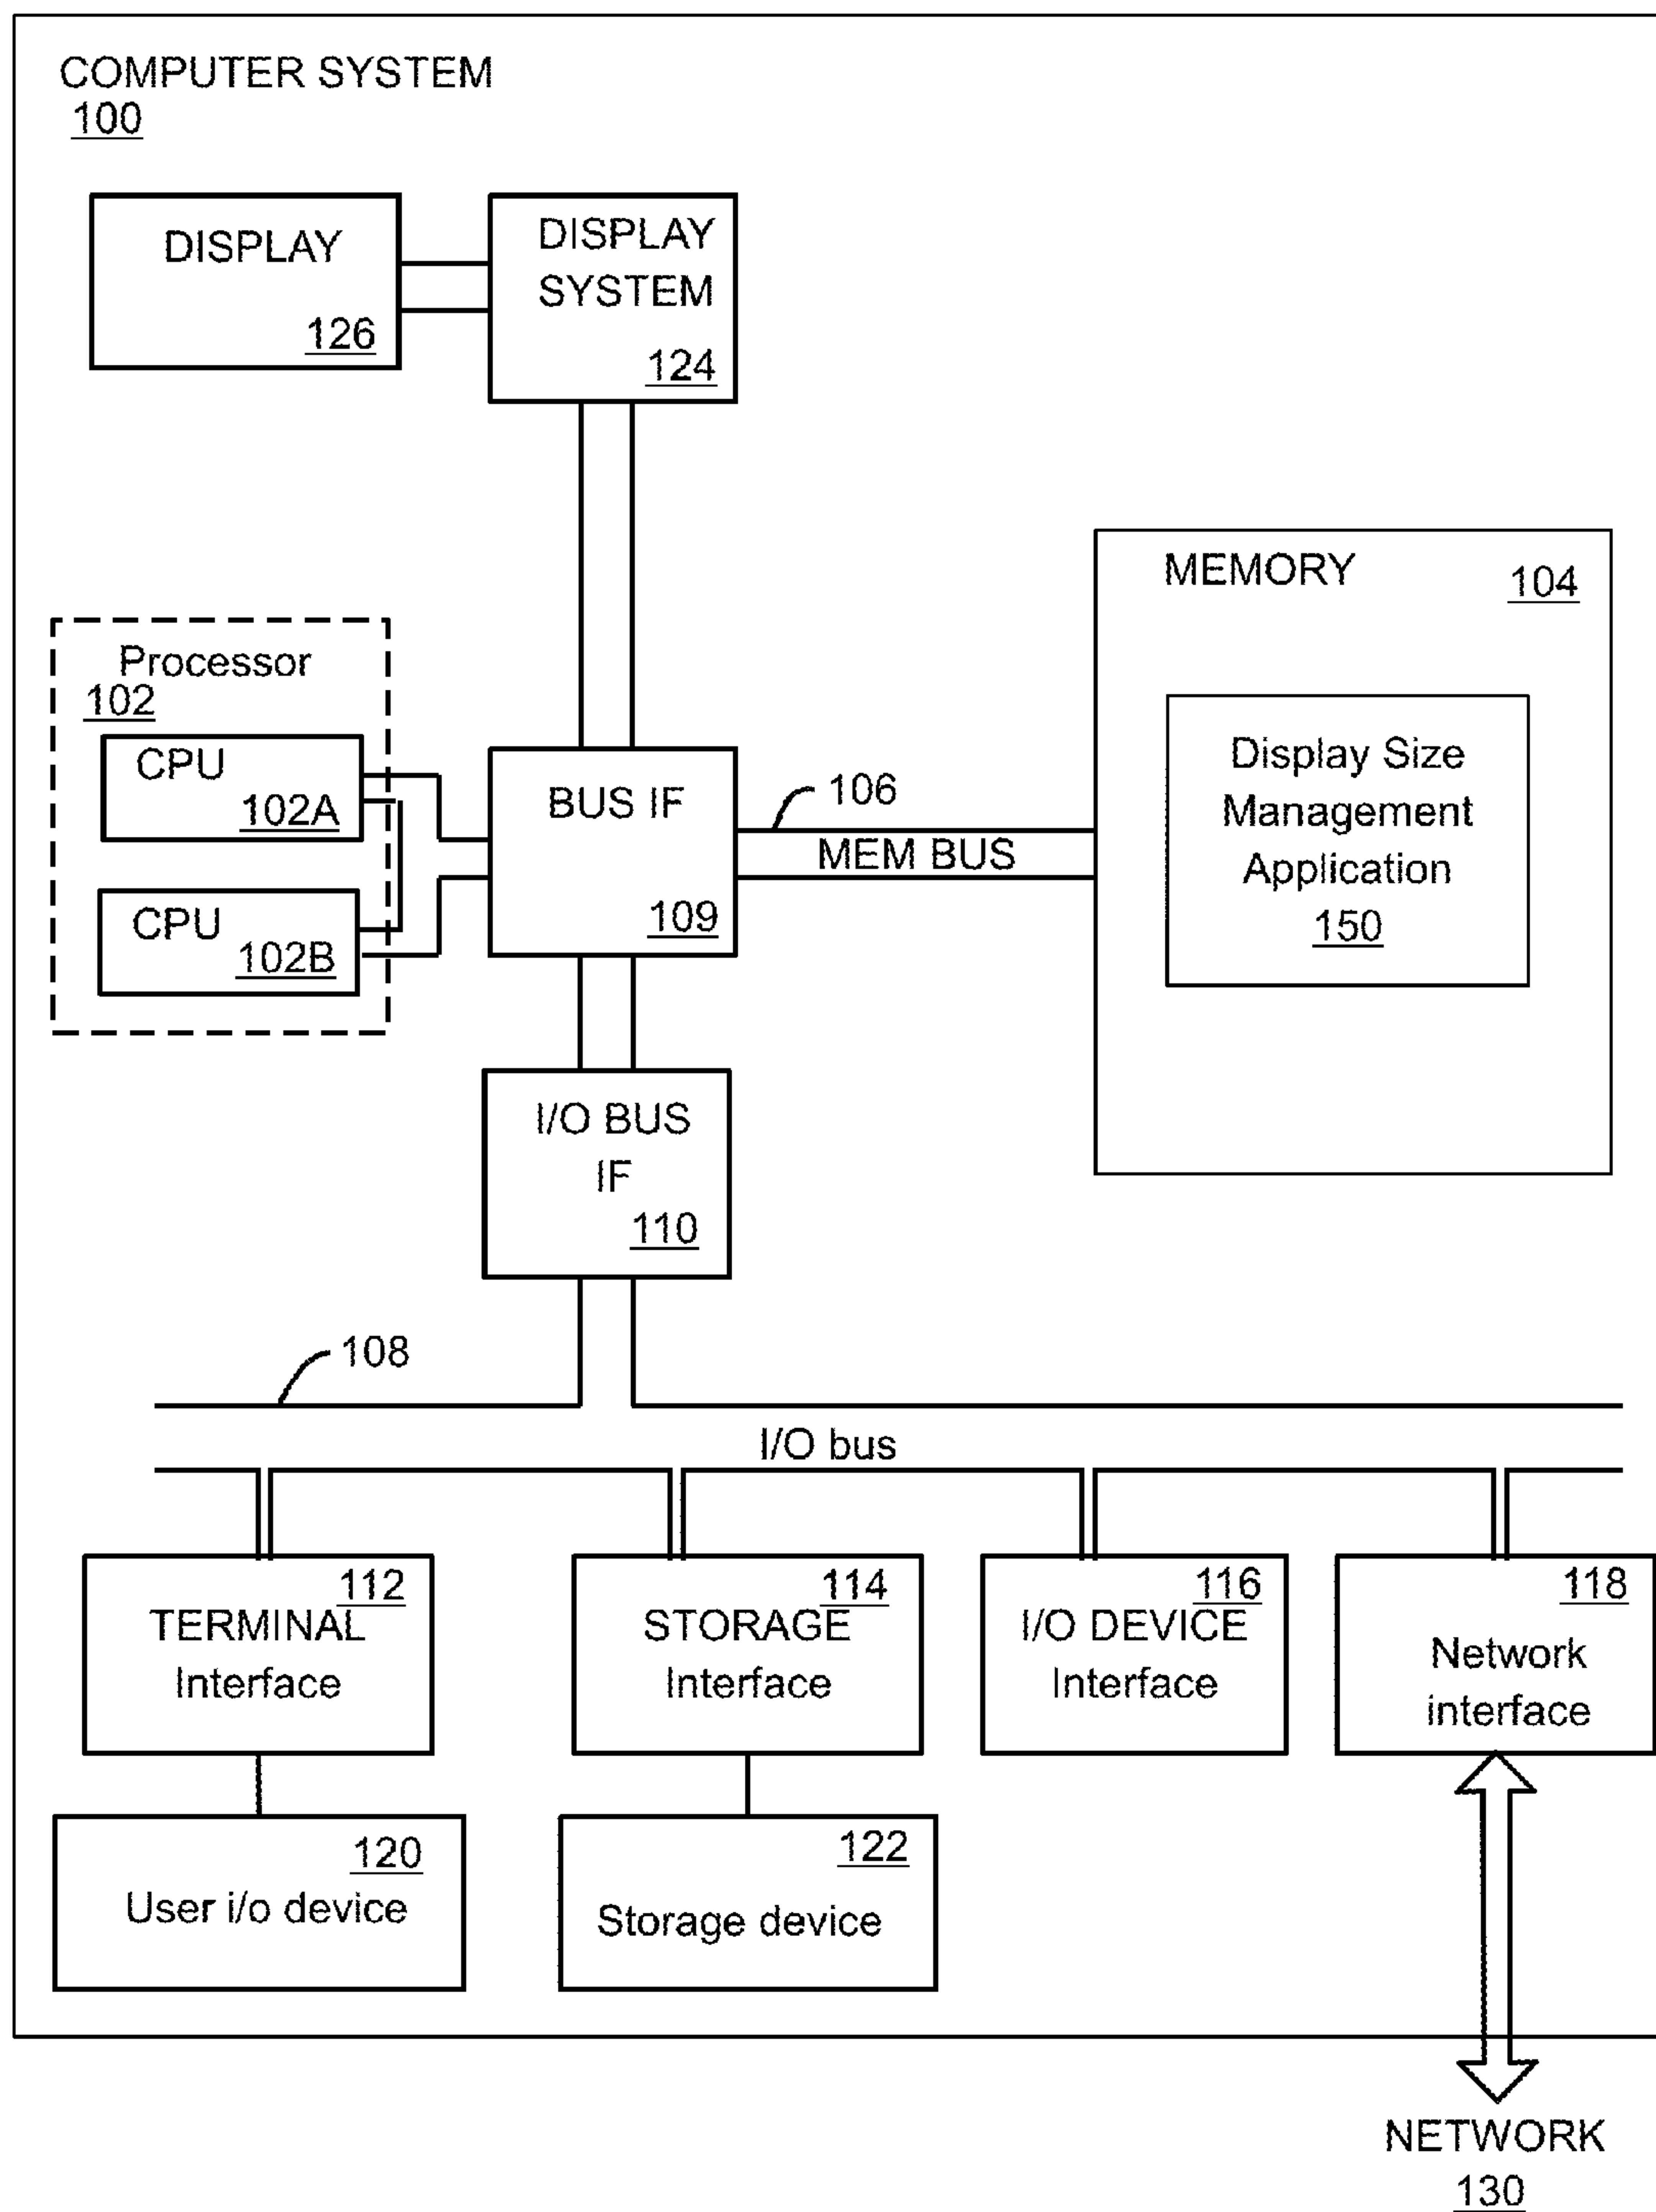 COMPUTER SYSTEM
100
DISPLAY
126
DISPLAY
SYSTEM
124
MEMORY
104
Display Size
Management
Application
150
Processor
102
CPU
102A
CPU
102B
BUS IF
109
106
MEM BUS
I/O BUS
IF
110
108
I/O bus
112
TERMINAL
Interface
114
STORAGE
Interface
116
I/O DEVICE
Interface
118
Network
interface
120
User i/o device
122
Storage device
NETWORK
130